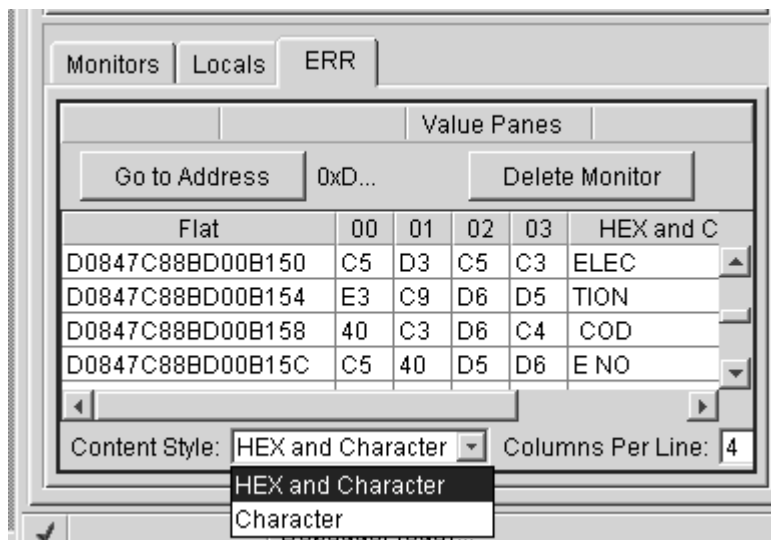 Monitors Locals ERR
Value Panes
Go to Address 0xD... Delete Monitor
Flat 00 01 02 03 HEX and C
D0847C88BD00B150 C5 D3 C5 C3 ELEC
D0847C88BD00B154 E3 C9 D6 D5 TION
D0847C88BD00B158 40 C3 D6 C4 COD
D0847C88BD00B15C C5 40 D5 D6 E NO
Content Style: HEX and Character Columns Per Line: 4
HEX and Character
Character